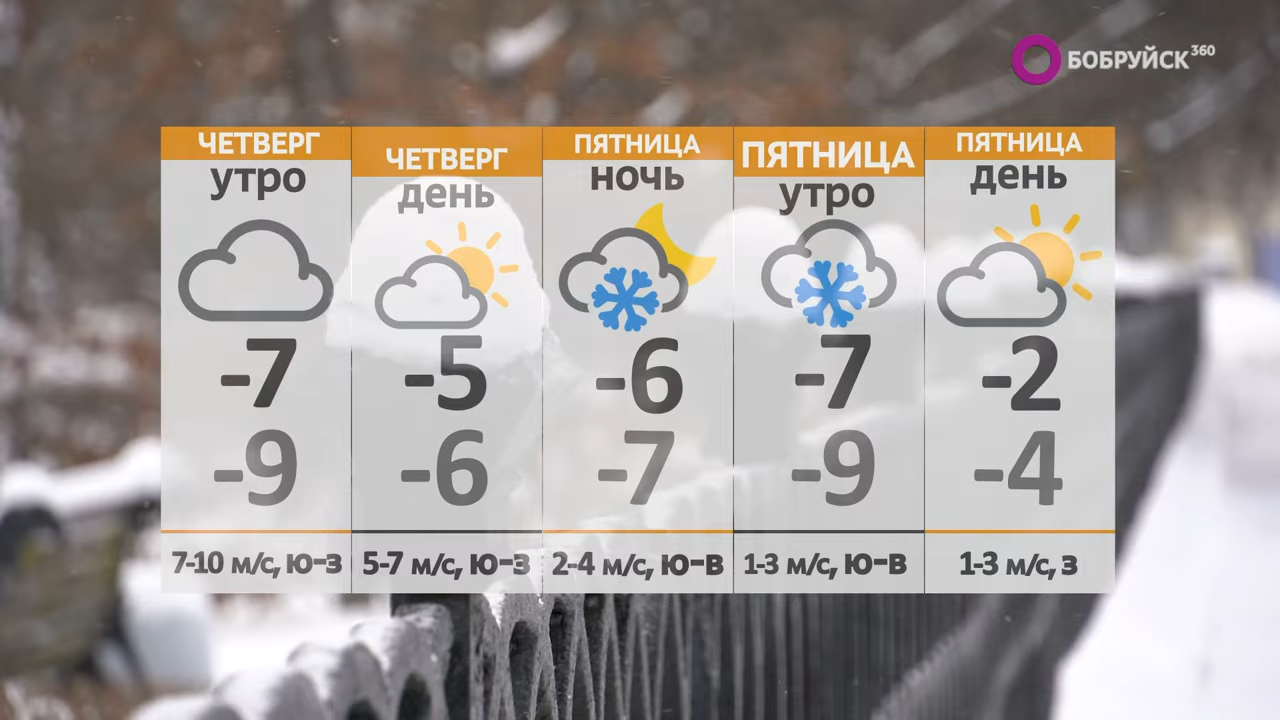 БОБРУЙСК360
ЧЕТВЕРГ
утро
-7
-9
7-10 м/с, ю-з
ЧЕТВЕРГ
день
-5
-6
5-7 м/с, ю-з
ПЯТНИЦА
ночь
-6
-7
2-4 м/с, ю-в
ПЯТНИЦА
утро
-7
-9
1-3 м/с, ю-в
ПЯТНИЦА
день
-2
-4
1-3 м/с, з